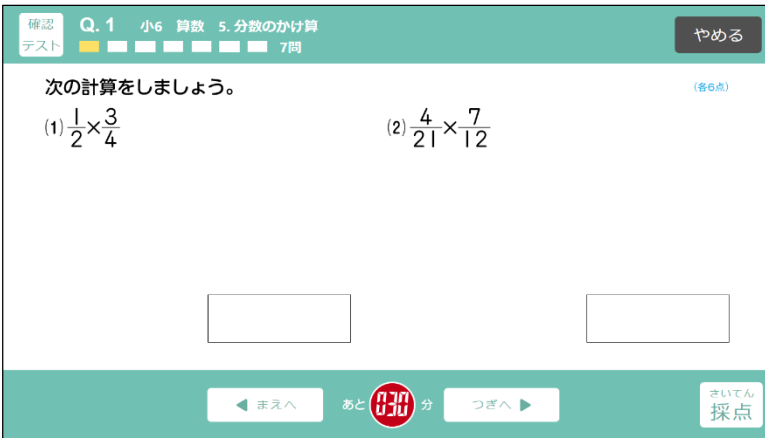 確認
テスト
Q. 1 小6 算数 5. 分数のかけ算
7問
やめる
次の計算をしましょう。
(各6点)
(1) 1/2 × 3/4
(2) 4/21 × 7/12
◀ まえへ
あと 030 分
つぎへ ▶
さいてん
採点